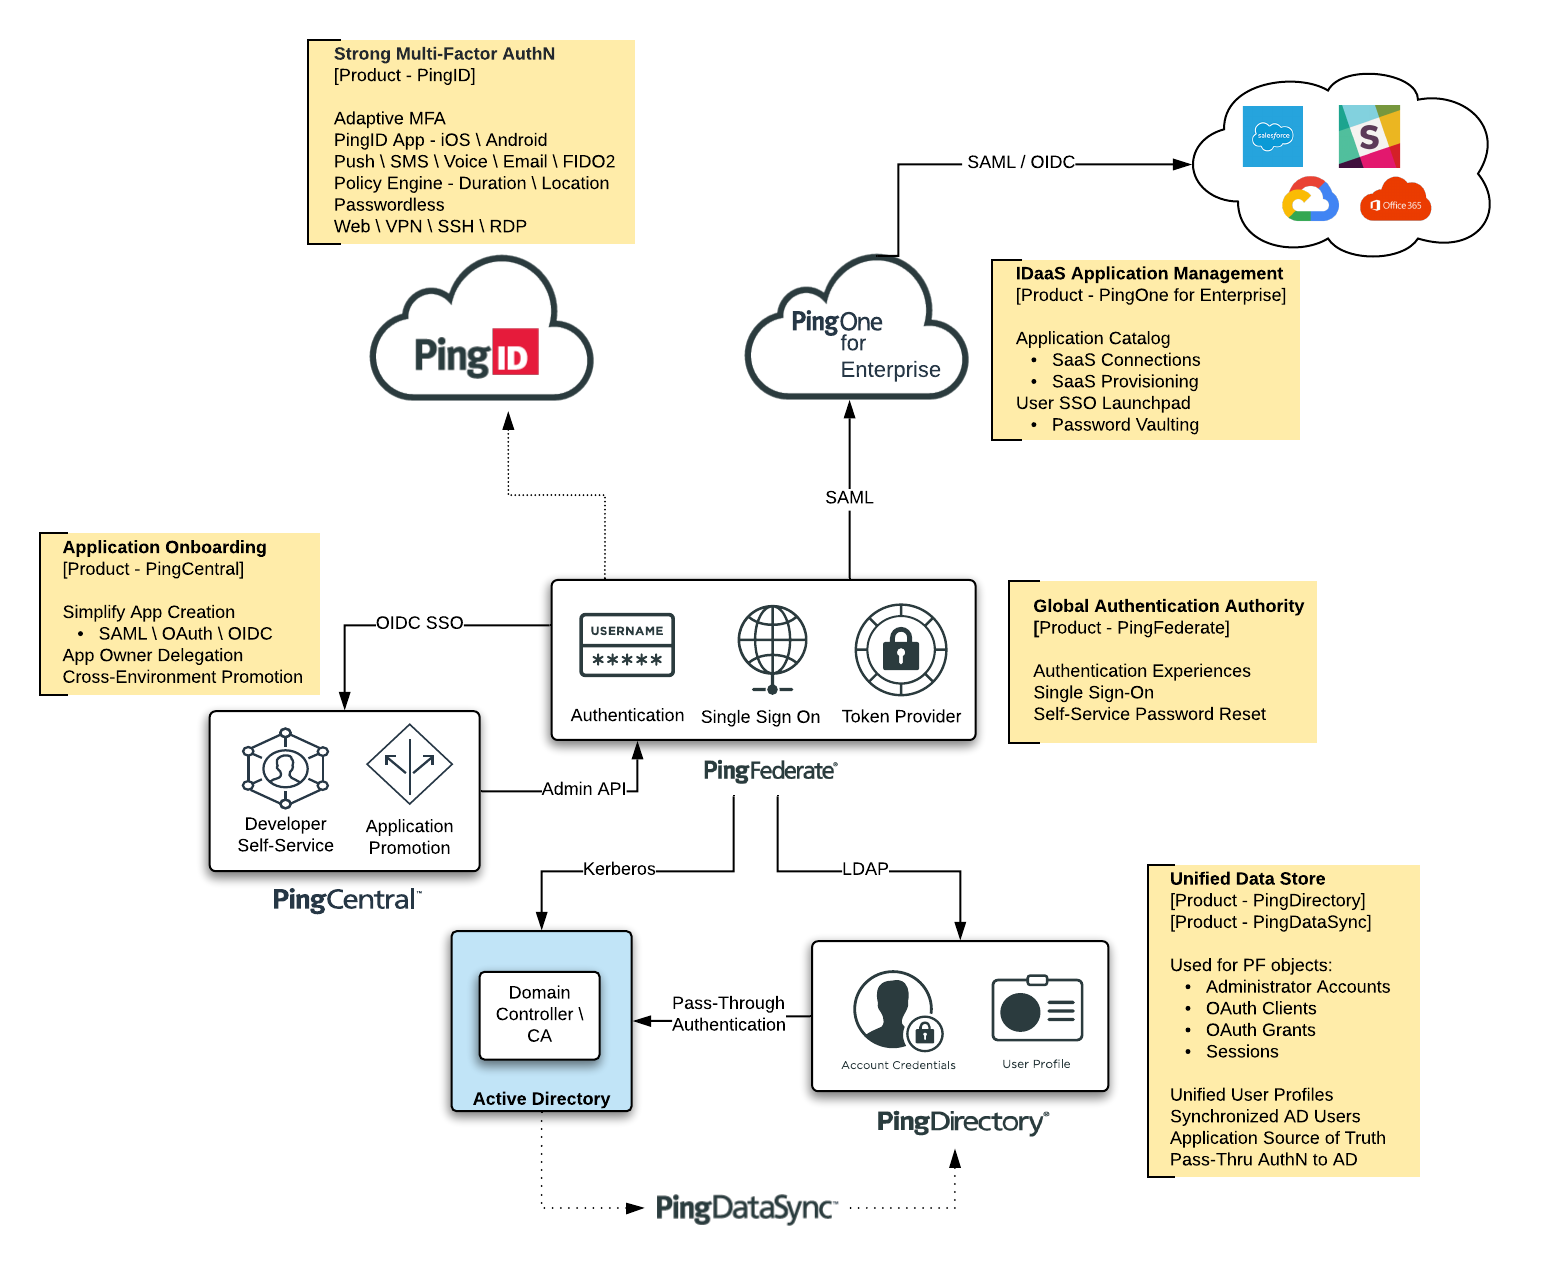 Strong Multi-Factor AuthN
[Product - PingID]
Adaptive MFA
PingID App - iOS \ Android
Push \ SMS \ Voice \ Email \ FIDO2
Policy Engine - Duration \ Location
Passwordless
Web \ VPN \ SSH \ RDP
PingID
SAML / OIDC
salesforce
S
Office 365
PingOne
for
Enterprise
IDaaS Application Management
[Product - PingOne for Enterprise]
Application Catalog
• SaaS Connections
• SaaS Provisioning
User SSO Launchpad
• Password Vaulting
SAML
Application Onboarding
[Product - PingCentral]
Simplify App Creation
• SAML \ OAuth \ OIDC
App Owner Delegation
Cross-Environment Promotion
OIDC SSO
USERNAME
*****
Authentication
Single Sign On
Token Provider
PingFederate®
Global Authentication Authority
[Product - PingFederate]
Authentication Experiences
Single Sign-On
Self-Service Password Reset
Developer
Self-Service
Application
Promotion
PingCentral™
Admin API
Kerberos
LDAP
Domain
Controller \
CA
Active Directory
Pass-Through
Authentication
Account Credentials
User Profile
PingDirectory®
PingDataSync™
Unified Data Store
[Product - PingDirectory]
[Product - PingDataSync]
Used for PF objects:
• Administrator Accounts
• OAuth Clients
• OAuth Grants
• Sessions
Unified User Profiles
Synchronized AD Users
Application Source of Truth
Pass-Thru AuthN to AD